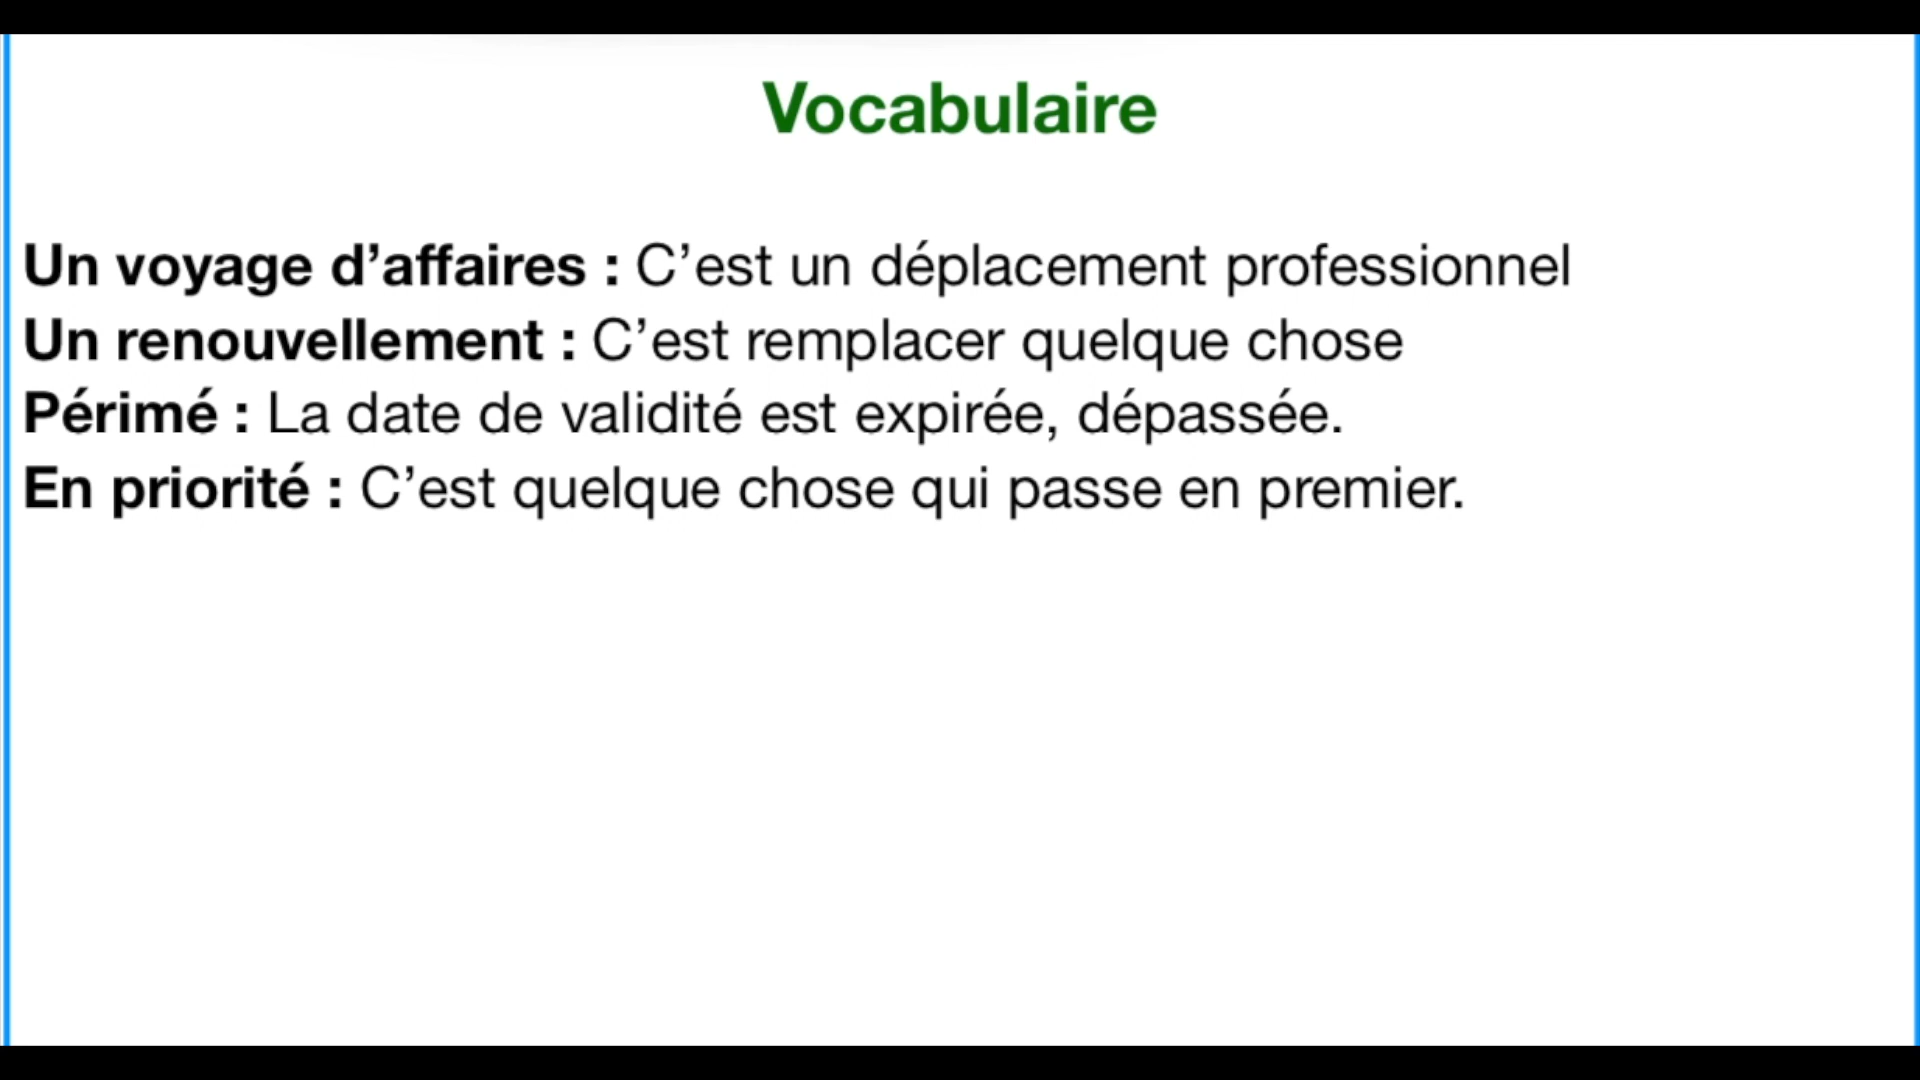 Vocabulaire
Un voyage d’affaires : C’est un déplacement professionnel
Un renouvellement : C’est remplacer quelque chose
Périmé : La date de validité est expirée, dépassée.
En priorité : C’est quelque chose qui passe en premier.